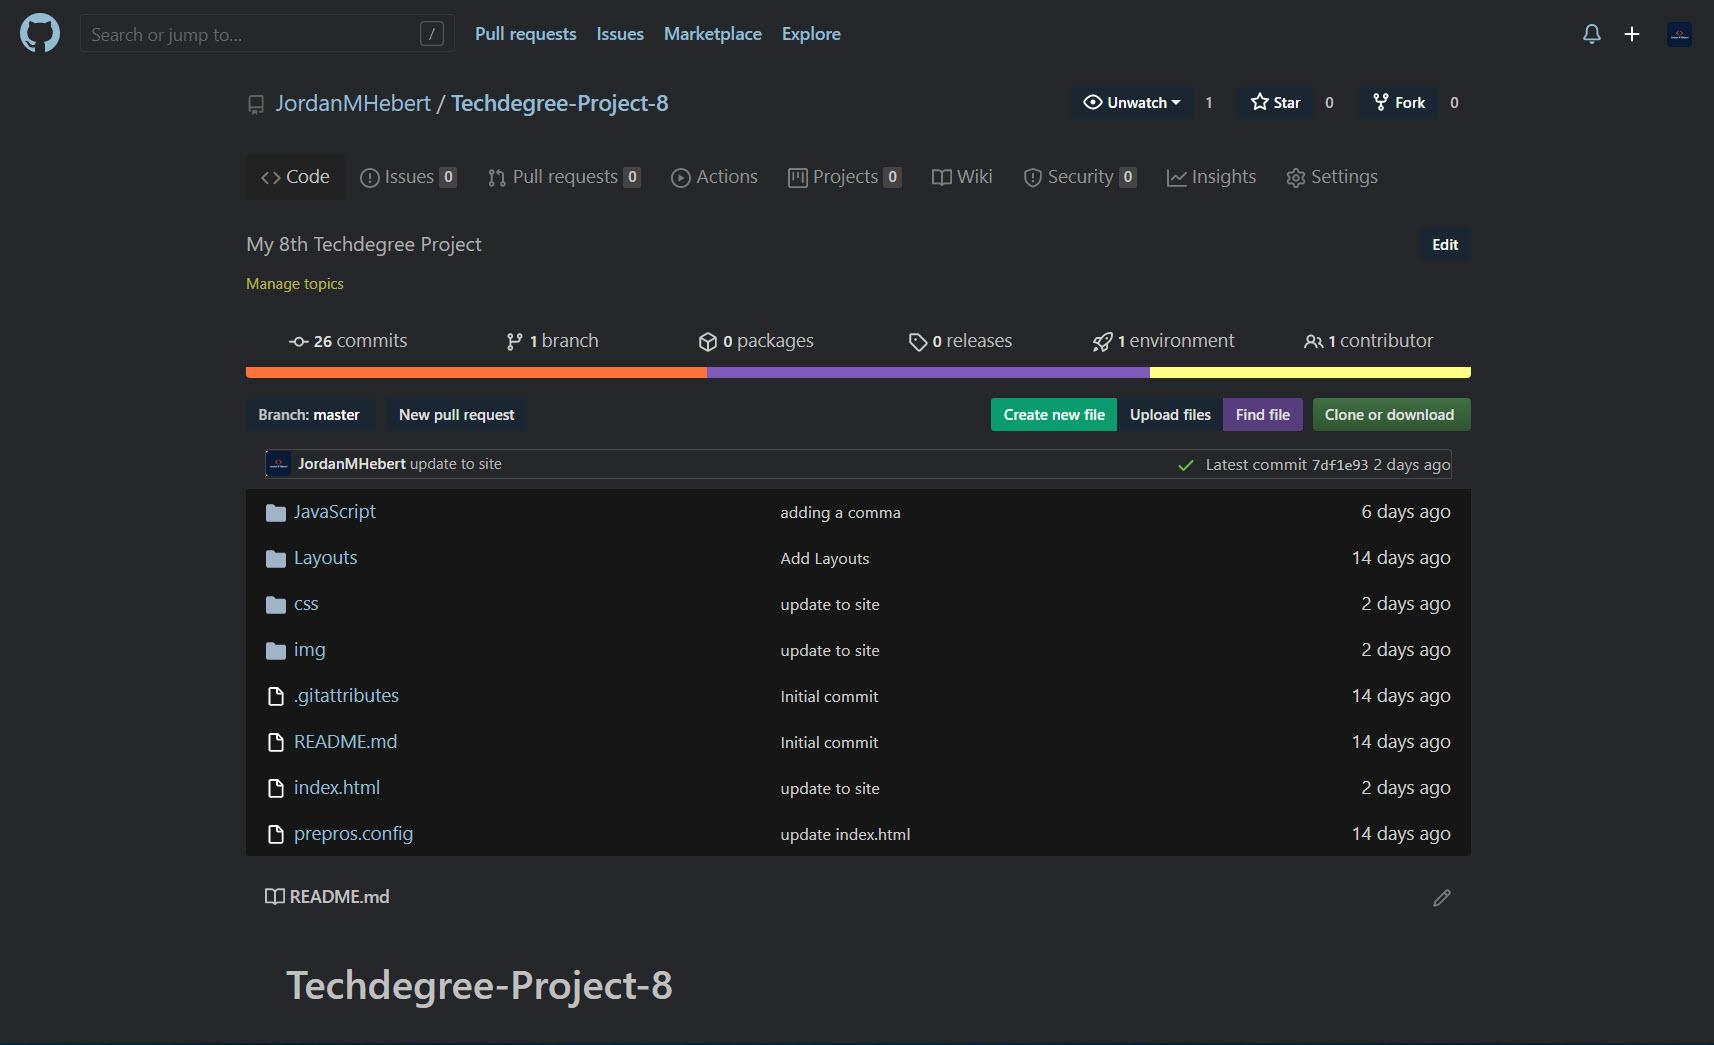 Search or jump to... /
Pull requests Issues Marketplace Explore
JordanMHebert / Techdegree-Project-8
Unwatch 1 Star 0 Fork 0
Code Issues 0 Pull requests 0 Actions Projects 0 Wiki Security 0 Insights Settings
My 8th Techdegree Project
Edit
Manage topics
26 commits 1 branch 0 packages 0 releases 1 environment 1 contributor
Branch: master New pull request Create new file Upload files Find file Clone or download
JordanMHebert update to site Latest commit 7df1e93 2 days ago
JavaScript adding a comma 6 days ago
Layouts Add Layouts 14 days ago
css update to site 2 days ago
img update to site 2 days ago
.gitattributes Initial commit 14 days ago
README.md Initial commit 14 days ago
index.html update to site 2 days ago
prepros.config update index.html 14 days ago
README.md
Techdegree-Project-8